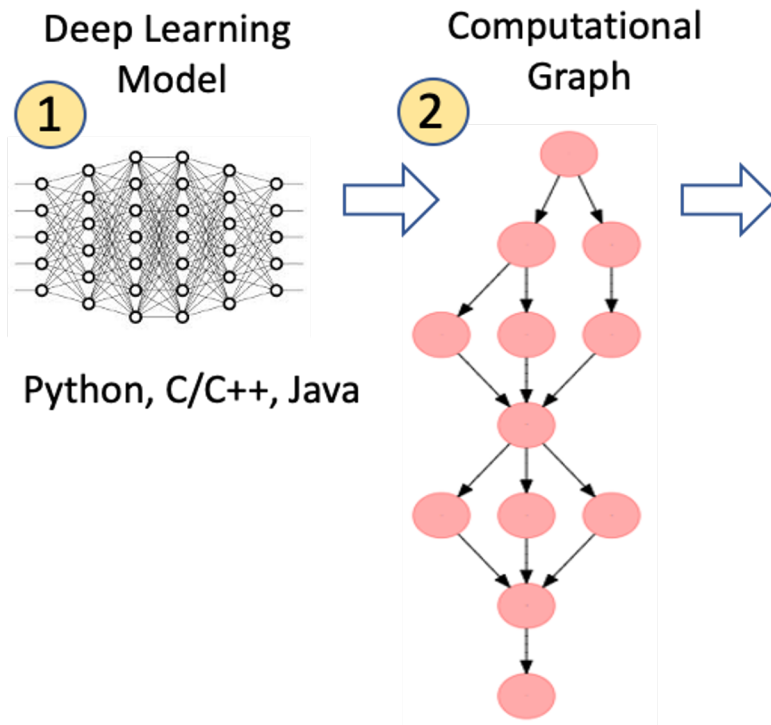 Deep Learning
Model
1
Python, C/C++, Java
Computational
Graph
2